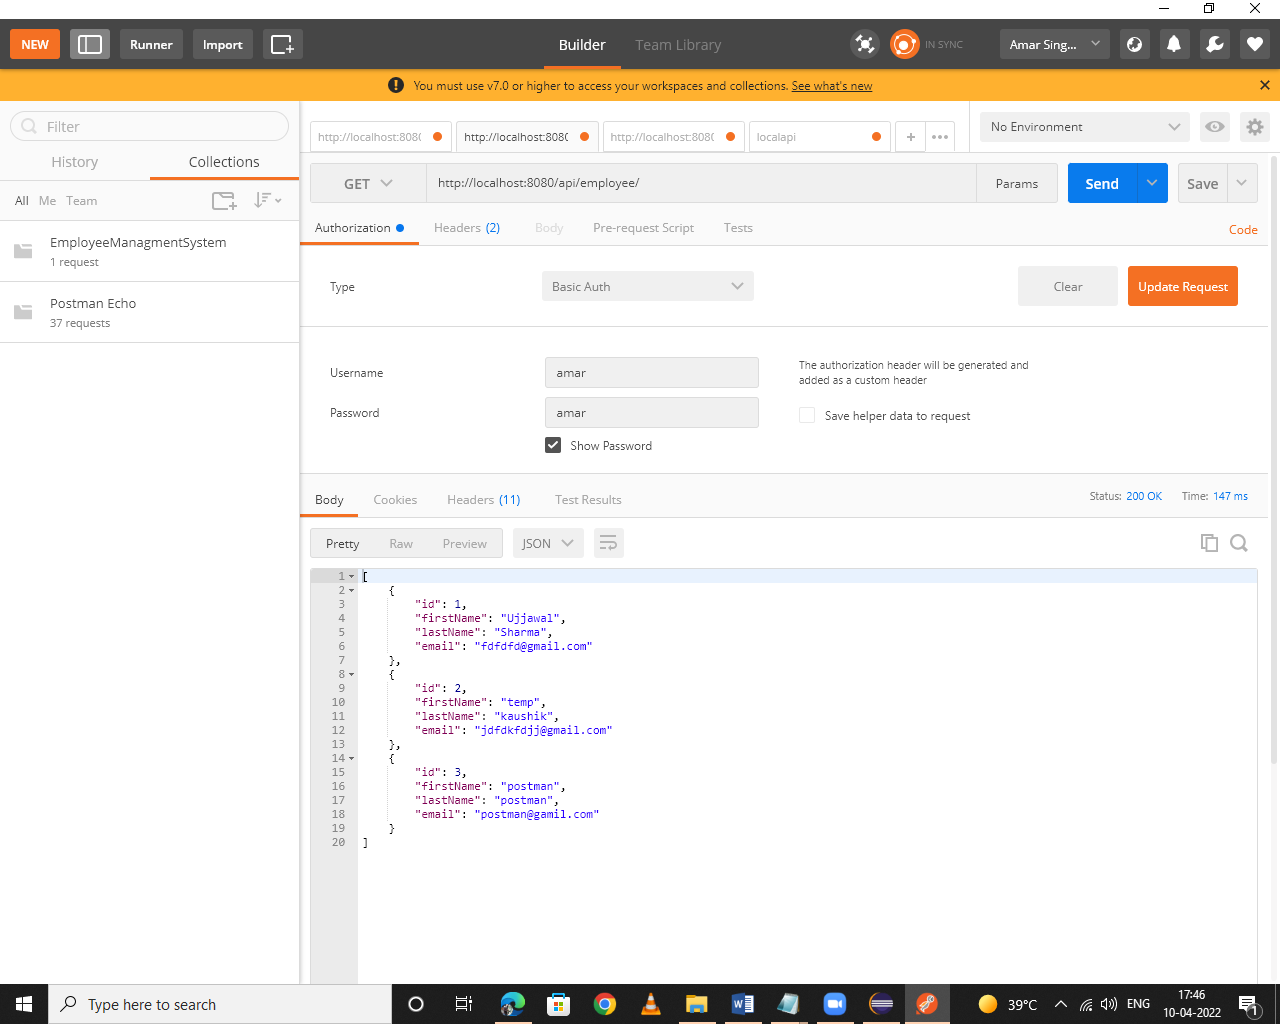 NEW Runner Import Builder Team Library IN SYNC Amar Sing...
You must use v7.0 or higher to access your workspaces and collections. See what's new
Filter
History Collections
All Me Team
EmployeeManagmentSystem
1 request
Postman Echo
37 requests
http://localhost:808( http://localhost:808( http://localhost:808( localapi + ••• No Environment
GET http://localhost:8080/api/employee/ Params Send Save
Authorization Headers (2) Body Pre-request Script Tests Code
Type Basic Auth Clear Update Request
Username amar
The authorization header will be generated and
added as a custom header
Password amar
Save helper data to request
Show Password
Body Cookies Headers (11) Test Results Status: 200 OK Time: 147 ms
Pretty Raw Preview JSON
1 [
2 {
3 "id": 1,
4 "firstName": "Ujjawal",
5 "lastName": "Sharma",
6 "email": "fdfdfd@gmail.com"
7 },
8 {
9 "id": 2,
10 "firstName": "temp",
11 "lastName": "kaushik",
12 "email": "jdfdkfdjj@gmail.com"
13 },
14 {
15 "id": 3,
16 "firstName": "postman",
17 "lastName": "postman",
18 "email": "postman@gamil.com"
19 }
20 ]
Type here to search 39°C ENG 17:46
10-04-2022 1